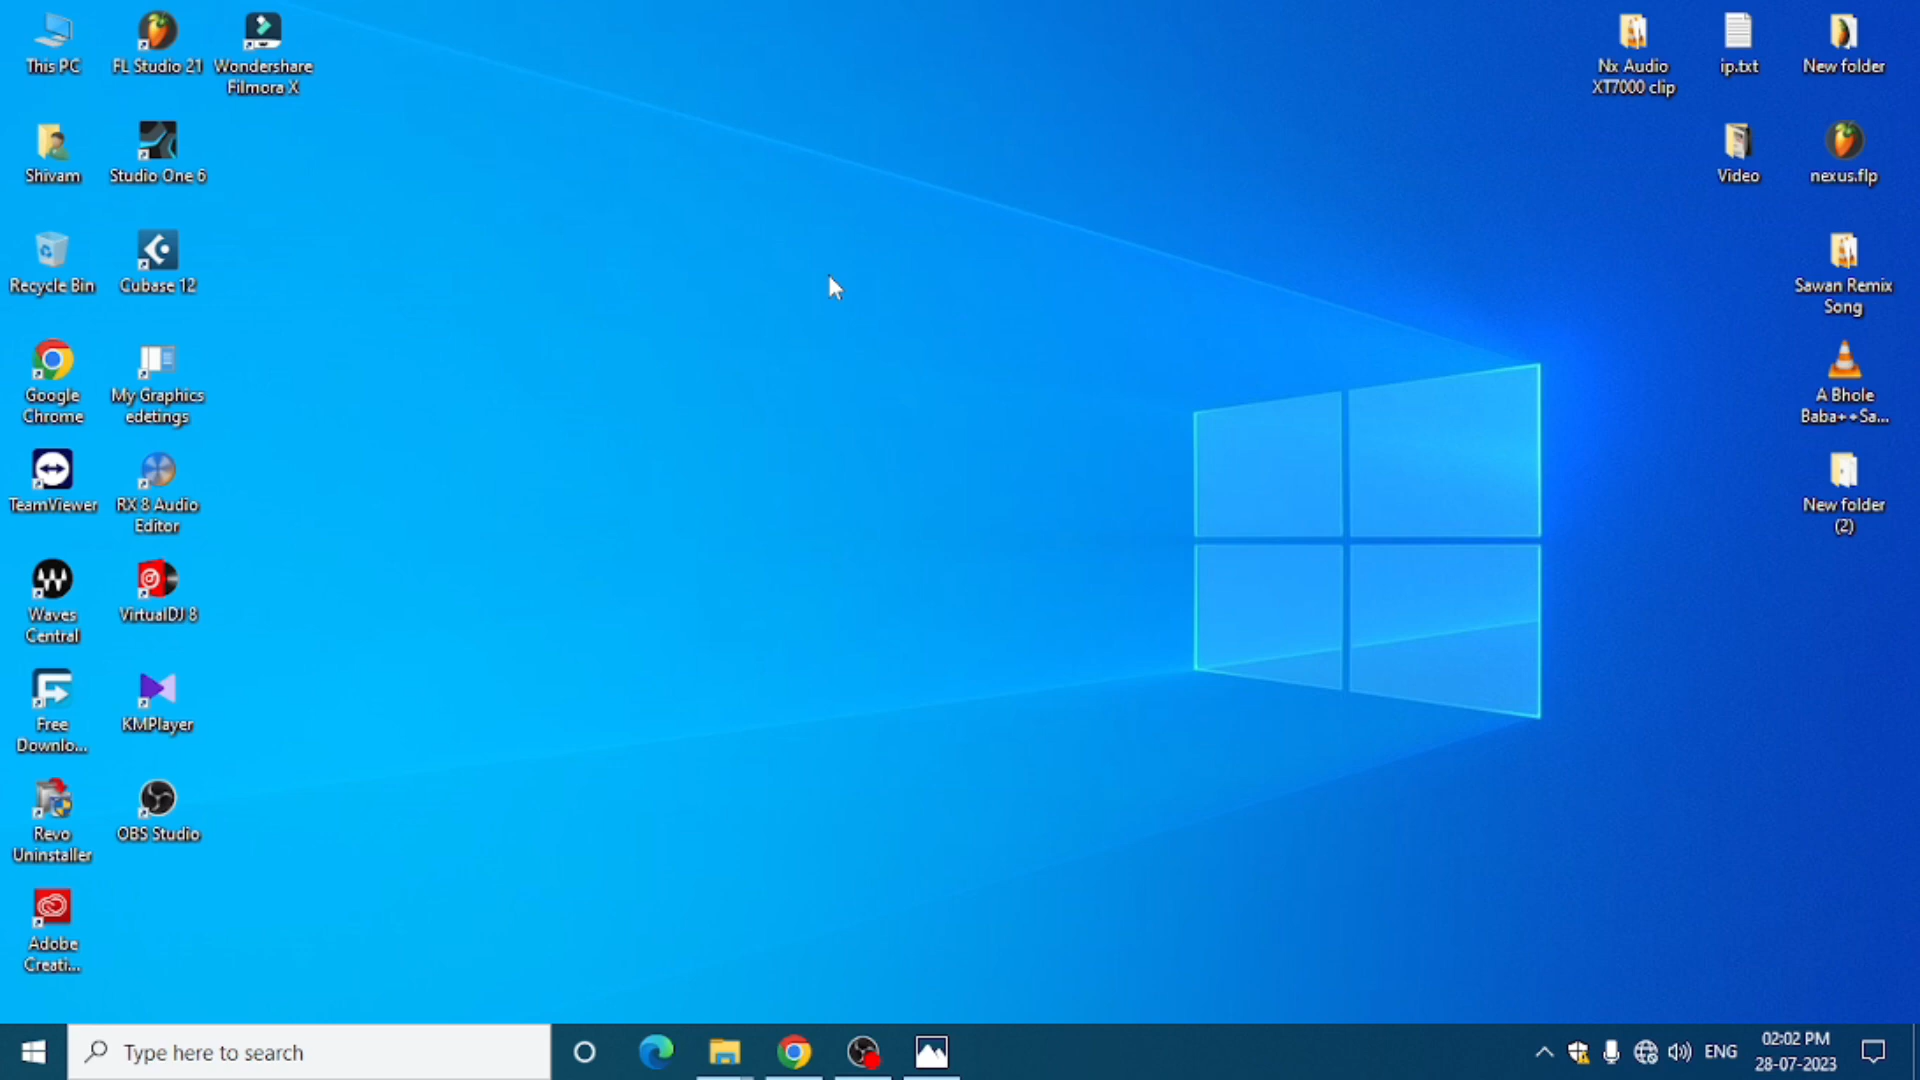 This PC
FL Studio 21
Wondershare
Filmora X
Shivam
Studio One 6
Recycle Bin
Cubase 12
Google
Chrome
My Graphics
edetings
TeamViewer
RX 8 Audio
Editor
Waves
Central
VirtualDJ 8
Free
Downlo...
KMPlayer
Revo
Uninstaller
OBS Studio
Adobe
Creati...
Nx Audio
XT7000 clip
ip.txt
New folder
Video
nexus.flp
Sawan Remix
Song
A Bhole
Baba++Sa...
New folder
(2)
Type here to search
ENG
02:02 PM
28-07-2023